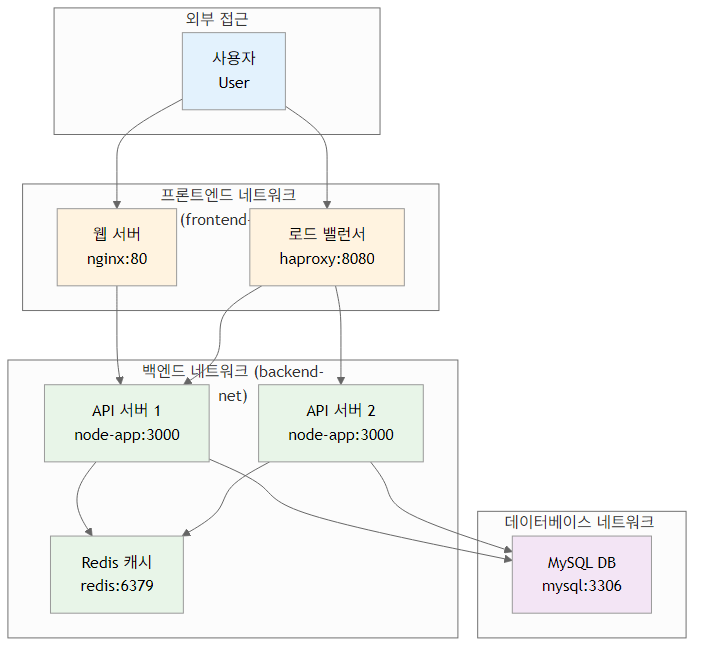 외부 접근
사용자
User
프론트엔드 네트워크
(frontend-
웹 서버
nginx:80
로드 밸런서
haproxy:8080
백엔드 네트워크 (backend-
net)
API 서버 1
node-app:3000
API 서버 2
node-app:3000
Redis 캐시
redis:6379
데이터베이스 네트워크
MySQL DB
mysql:3306